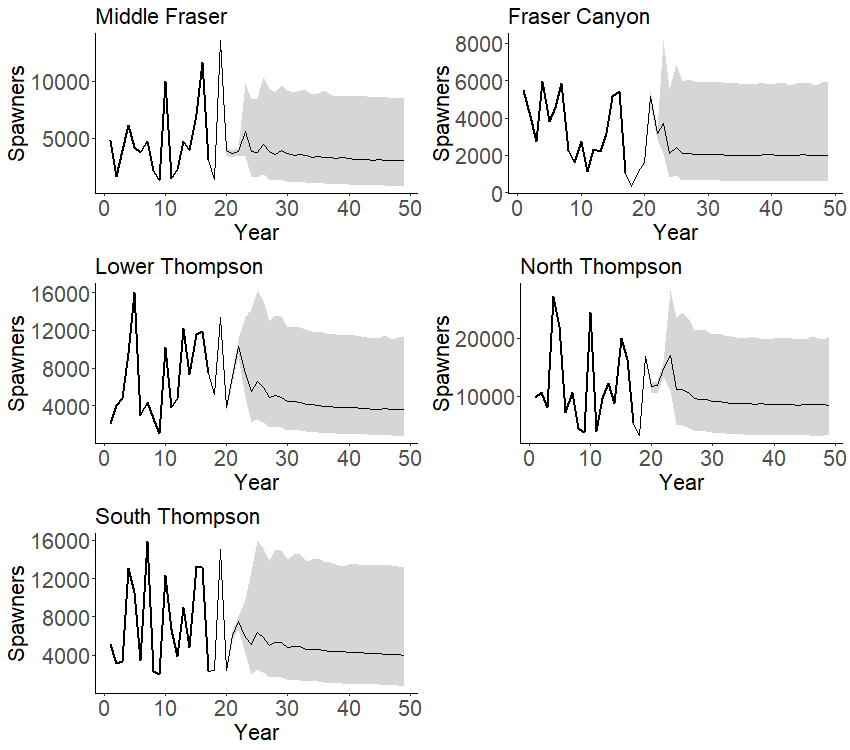 Middle Fraser
Spawners
10000
5000
0 10 20 30 40 50
Year
Fraser Canyon
Spawners
8000
6000
4000
2000
0
0 10 20 30 40 50
Year
Lower Thompson
Spawners
16000
12000
8000
4000
0 10 20 30 40 50
Year
North Thompson
Spawners
20000
10000
0 10 20 30 40 50
Year
South Thompson
Spawners
16000
12000
8000
4000
0 10 20 30 40 50
Year